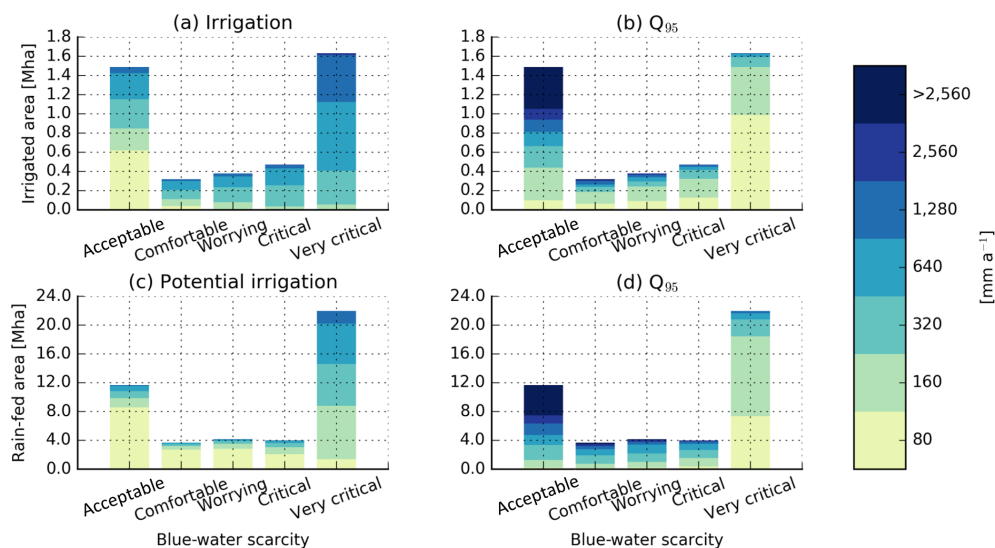 (a) Irrigation
(b) Q95
Irrigated area [Mha]
1.8
1.6
1.4
1.2
1.0
0.8
0.6
0.4
0.2
0.0
Acceptable
Comfortable
Worrying
Critical
Very critical
1.8
1.6
1.4
1.2
1.0
0.8
0.6
0.4
0.2
0.0
Acceptable
Comfortable
Worrying
Critical
Very critical
(c) Potential irrigation
(d) Q95
Rain-fed area [Mha]
24.0
20.0
16.0
12.0
8.0
4.0
0.0
Acceptable
Comfortable
Worrying
Critical
Very critical
Blue-water scarcity
24.0
20.0
16.0
12.0
8.0
4.0
0.0
Acceptable
Comfortable
Worrying
Critical
Very critical
Blue-water scarcity
>2,560
2,560
1,280
640
320
160
80
[mm a⁻¹]